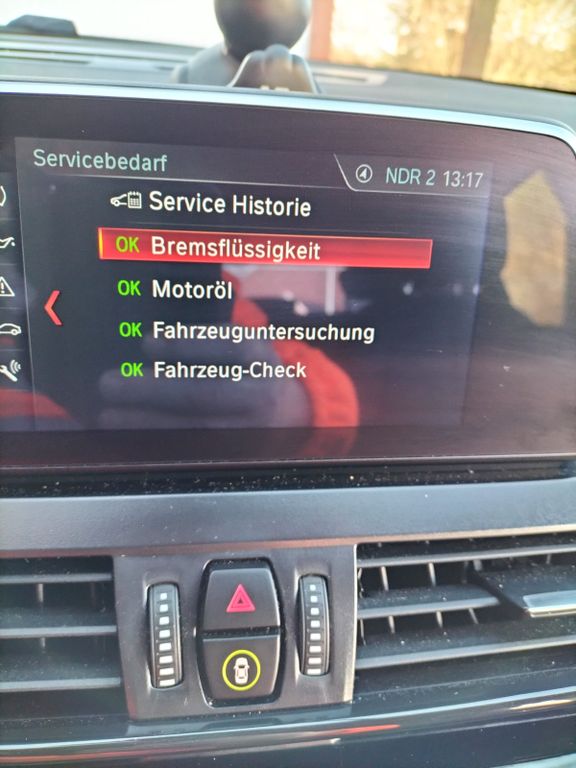 Servicebedarf
NDR 2 13:17
Service Historie
OK Bremsflüssigkeit
OK Motoröl
OK Fahrzeuguntersuchung
OK Fahrzeug-Check